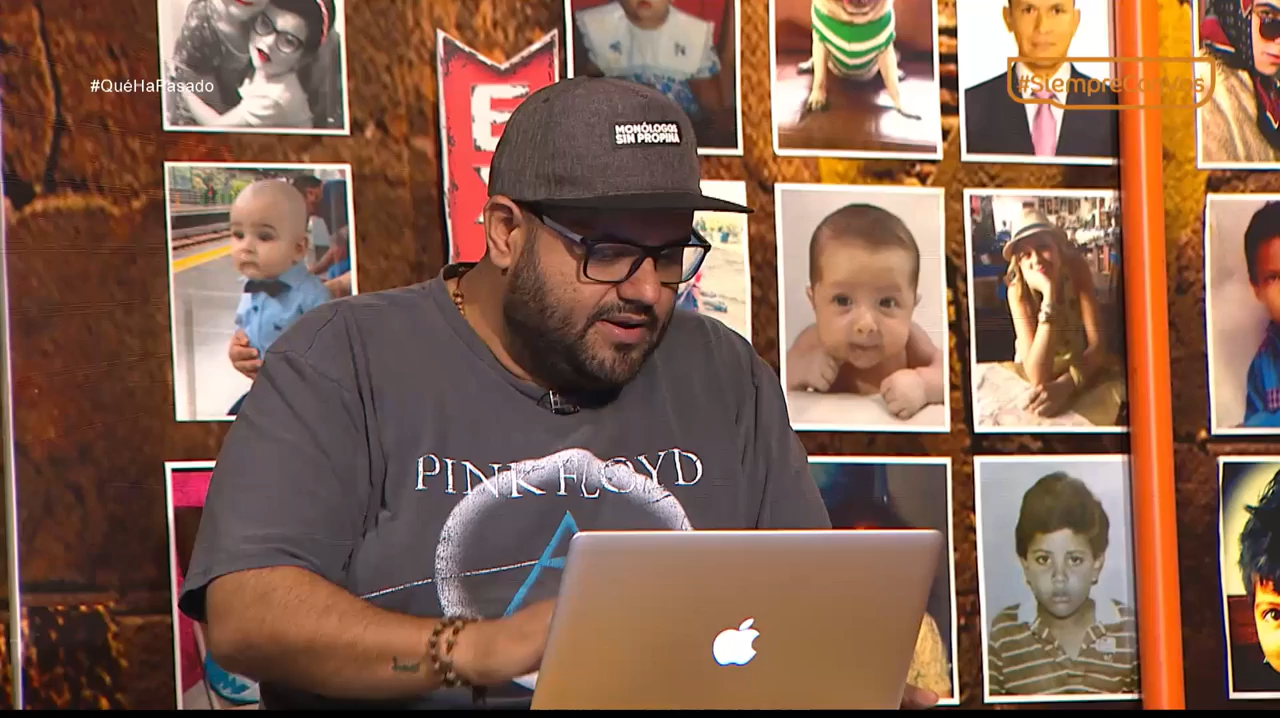 #QuéHaPasado
#SiempreConVos
MONÓLOGOS
SIN PROPINA
PINK FLOYD